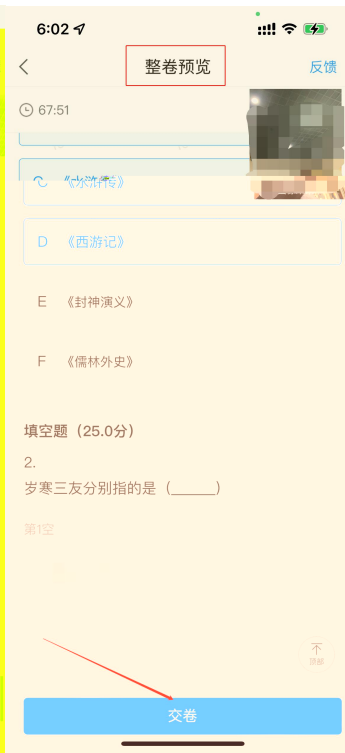 6:02
整卷预览
反馈
67:51
C 《水浒传》
D 《西游记》
E 《封神演义》
F 《儒林外史》
填空题（25.0分）
2.
岁寒三友分别指的是（______）
第1空
顶部
交卷